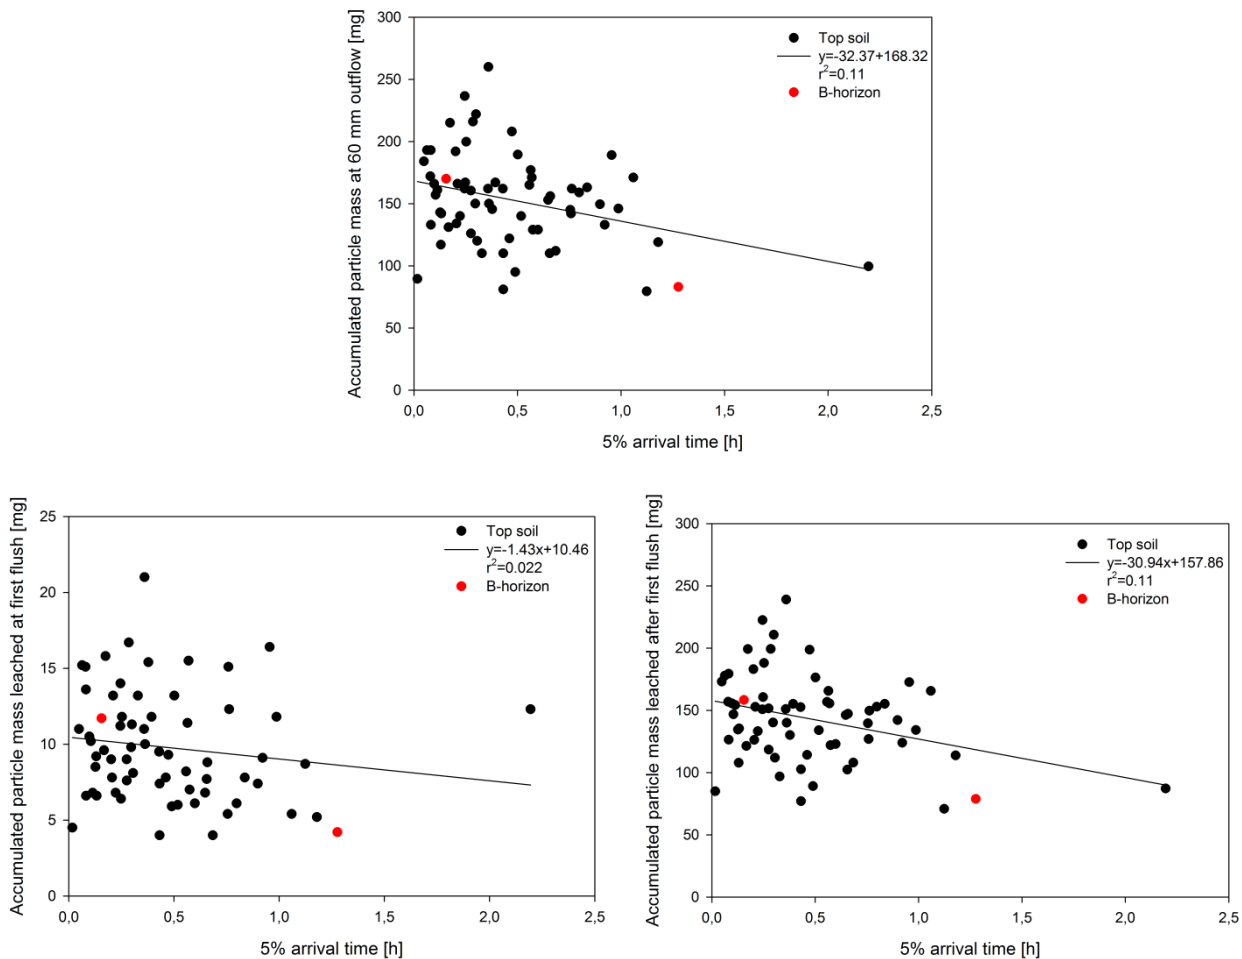 Accumulated particle mass at 60 mm outflow [mg]
300
250
200
150
100
50
0
Top soil
y=-32.37+168.32
r²=0.11
B-horizon
0,0 0,5 1,0 1,5 2,0 2,5
5% arrival time [h]
Accumulated particle mass leached at first flush [mg]
25
20
15
10
5
0
Top soil
y=-1.43x+10.46
r²=0.022
B-horizon
0,0 0,5 1,0 1,5 2,0 2,5
5% arrival time [h]
Accumulated particle mass leached after first flush [mg]
300
250
200
150
100
50
0
Top soil
y=-30.94x+157.86
r²=0.11
B-horizon
0,0 0,5 1,0 1,5 2,0 2,5
5% arrival time [h]